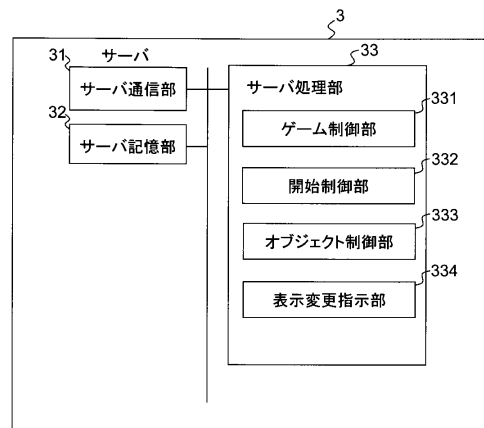 3
サーバ
31
サーバ通信部
32
サーバ記憶部
33
サーバ処理部
331
ゲーム制御部
332
開始制御部
333
オブジェクト制御部
334
表示変更指示部